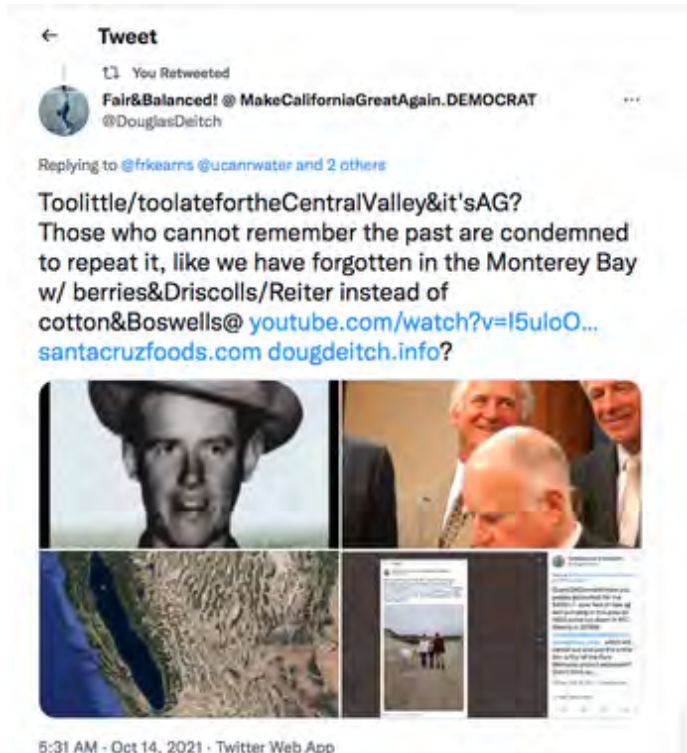 ← Tweet
You Retweeted
Fair&Balanced! @ MakeCaliforniaGreatAgain.DEMOCRAT
@DouglasDeitch
Replying to @frkearns @ucanrwater and 2 others
Toolittle/toolatefortheCentralValley&it'sAG?
Those who cannot remember the past are condemned
to repeat it, like we have forgotten in the Monterey Bay
w/ berries&Driscolls/Reiter instead of
cotton&Boswells@ youtube.com/watch?v=I5uloO...
santacruzfoods.com dougdeitch.info?
5:31 AM · Oct 14, 2021 · Twitter Web App